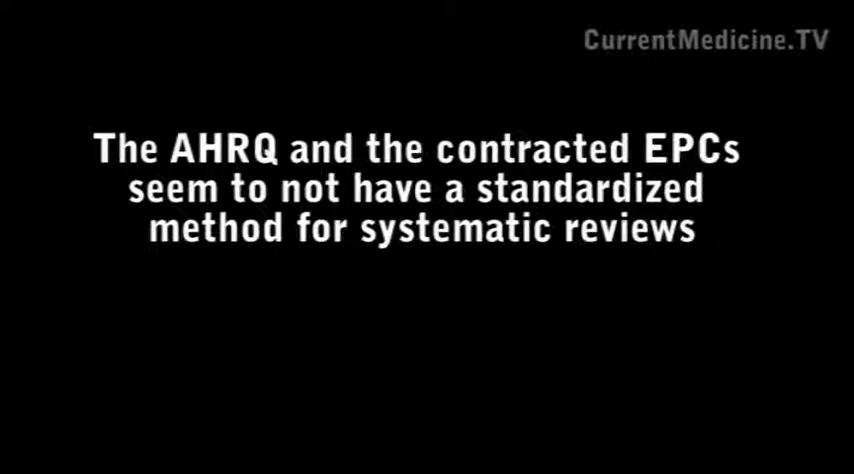 CurrentMedicine.TV
The AHRQ and the contracted EPCs
seem to not have a standardized
method for systematic reviews